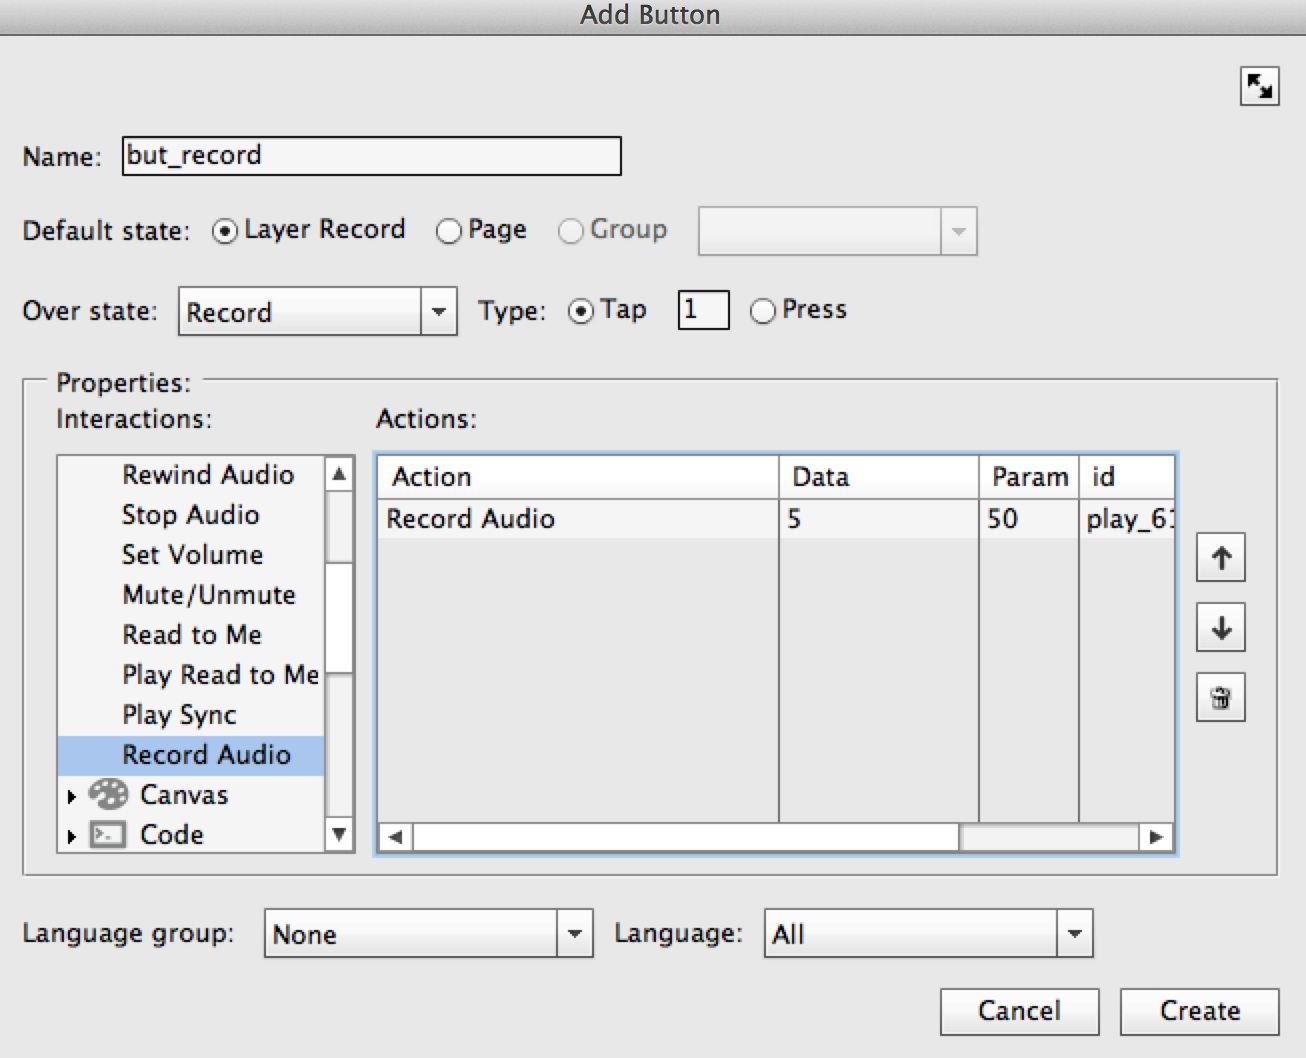 Add Button
Name: but_record
Default state: Layer Record Page Group
Over state: Record Type: Tap 1 Press
Properties:
Interactions: Actions:
Rewind Audio
Stop Audio
Set Volume
Mute/Unmute
Read to Me
Play Read to Me
Play Sync
Record Audio
Canvas
Code
Action Data Param id
Record Audio 5 50 play_61
Language group: None Language: All
Cancel Create